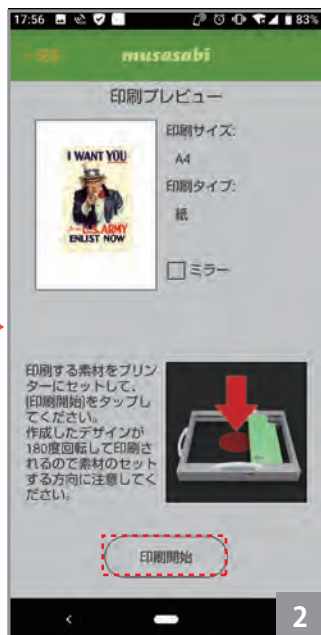 17:56
83%
戻る
musasabi
印刷プレビュー
I WANT YOU
FOR U.S. ARMY
ENLIST NOW
印刷サイズ:
A4
印刷タイプ:
紙
ミラー
印刷する素材をプリン
ターにセットして、
[印刷開始]をタップし
てください。
作成したデザインが
180度回転して印刷さ
れるので素材のセット
する方向に注意してく
ださい。
印刷開始
2